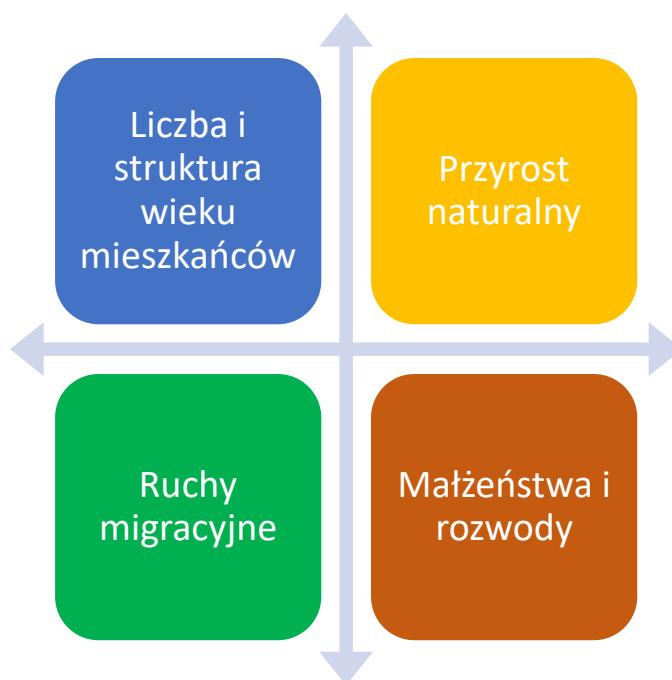 Liczba i
struktura
wieku
mieszkańców
Przyrost
naturalny
Ruchy
migracyjne
Małżeństwa i
rozwody